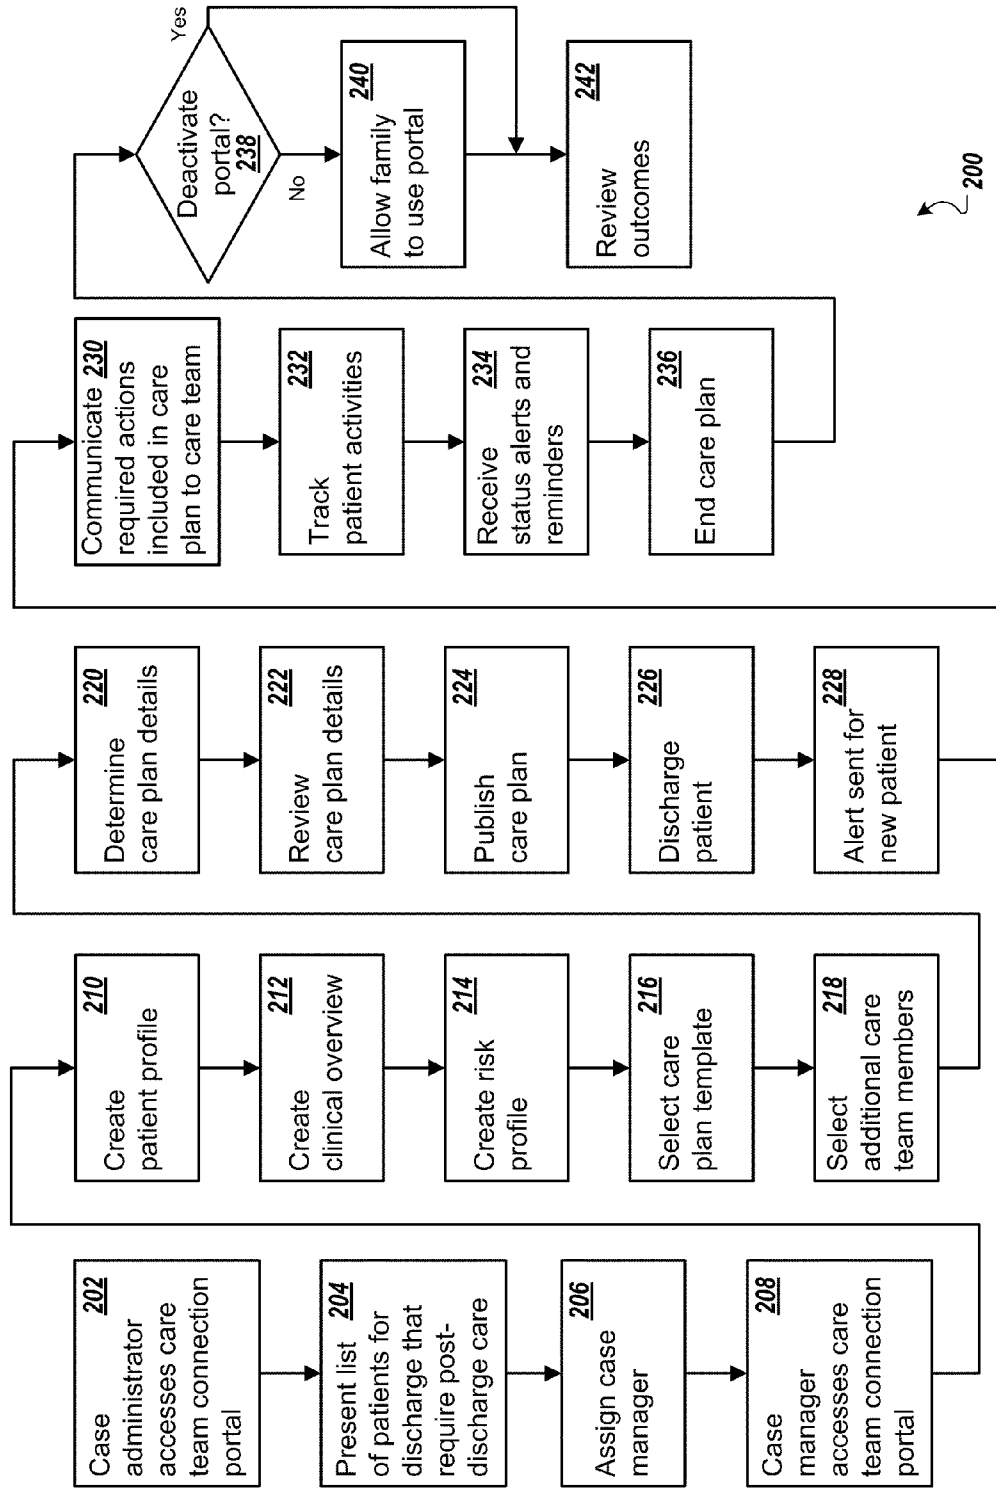 202
Case
administrator
accesses care
team connection
portal
204
Present list
of patients for
discharge that
require post-
discharge care
206
Assign case
manager
208
Case
manager
accesses care
team connection
portal
210
Create
patient profile
212
Create
clinical overview
214
Create risk
profile
216
Select care
plan template
218
Select
additional care
team members
220
Determine
care plan details
222
Review
care plan details
224
Publish
care plan
226
Discharge
patient
228
Alert sent for
new patient
Communicate 230
required actions
included in care
plan to care team
232
Track
patient activities
234
Receive
status alerts and
reminders
236
End care plan
Deactivate
portal?
238
Yes
No
240
Allow family
to use portal
242
Review
outcomes
200